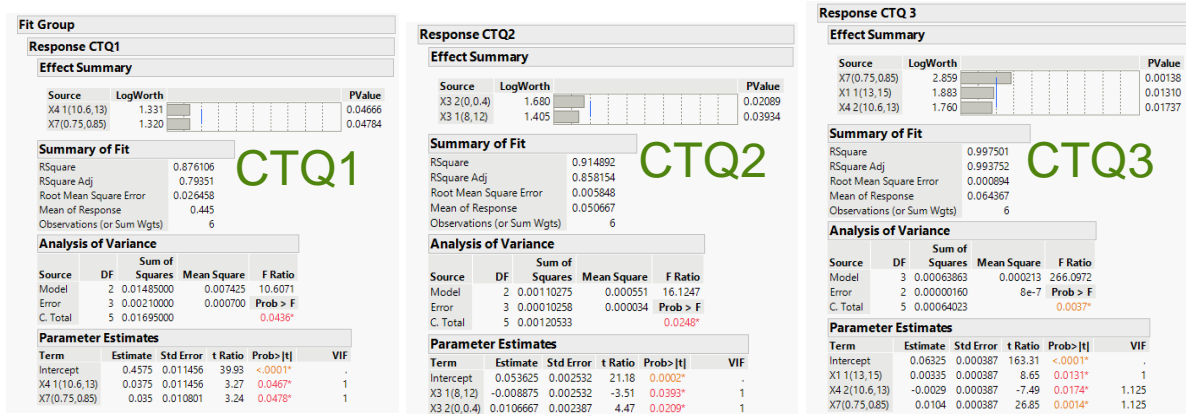 Fit Group
Response CTQ1
Effect Summary
Source LogWorth PValue
X4 1(10.6,13) 1.331 0.04666
X7(0.75,0.85) 1.320 0.04784
Summary of Fit
RSquare 0.876106
RSquare Adj 0.79351
Root Mean Square Error 0.026458
Mean of Response 0.445
Observations (or Sum Wgts) 6
CTQ1
Analysis of Variance
Source DF Sum of Squares Mean Square F Ratio
Model 2 0.01485000 0.007425 10.6071
Error 3 0.00210000 0.000700 Prob > F
C. Total 5 0.01695000 0.0436*
Parameter Estimates
Term Estimate Std Error t Ratio Prob>|t| VIF
Intercept 0.4575 0.011456 39.93 <.0001* .
X4 1(10.6,13) 0.0375 0.011456 3.27 0.0467* 1
X7(0.75,0.85) 0.035 0.010801 3.24 0.0478* 1
Response CTQ2
Effect Summary
Source LogWorth PValue
X3 2(0,0.4) 1.680 0.02089
X3 1(8,12) 1.405 0.03934
Summary of Fit
RSquare 0.914892
RSquare Adj 0.858154
Root Mean Square Error 0.005848
Mean of Response 0.050667
Observations (or Sum Wgts) 6
CTQ2
Analysis of Variance
Source DF Sum of Squares Mean Square F Ratio
Model 2 0.00110275 0.000551 16.1247
Error 3 0.00010258 0.000034 Prob > F
C. Total 5 0.00120533 0.0248*
Parameter Estimates
Term Estimate Std Error t Ratio Prob>|t| VIF
Intercept 0.053625 0.002532 21.18 0.0002* .
X3 1(8,12) -0.008875 0.002532 -3.51 0.0393* 1
X3 2(0,0.4) 0.0106667 0.002387 4.47 0.0209* 1
Response CTQ 3
Effect Summary
Source LogWorth PValue
X7(0.75,0.85) 2.859 0.00138
X1 1(13,15) 1.883 0.01310
X4 2(10.6,13) 1.760 0.01737
Summary of Fit
RSquare 0.997501
RSquare Adj 0.993752
Root Mean Square Error 0.000894
Mean of Response 0.064367
Observations (or Sum Wgts) 6
CTQ3
Analysis of Variance
Source DF Sum of Squares Mean Square F Ratio
Model 3 0.00063863 0.000213 266.0972
Error 2 0.00000160 8e-7 Prob > F
C. Total 5 0.00064023 0.0037*
Parameter Estimates
Term Estimate Std Error t Ratio Prob>|t| VIF
Intercept 0.06325 0.000387 163.31 <.0001* .
X1 1(13,15) 0.00335 0.000387 8.65 0.0131* 1
X4 2(10.6,13) -0.0029 0.000387 -7.49 0.0174* 1.125
X7(0.75,0.85) 0.0104 0.000387 26.85 0.0014* 1.125